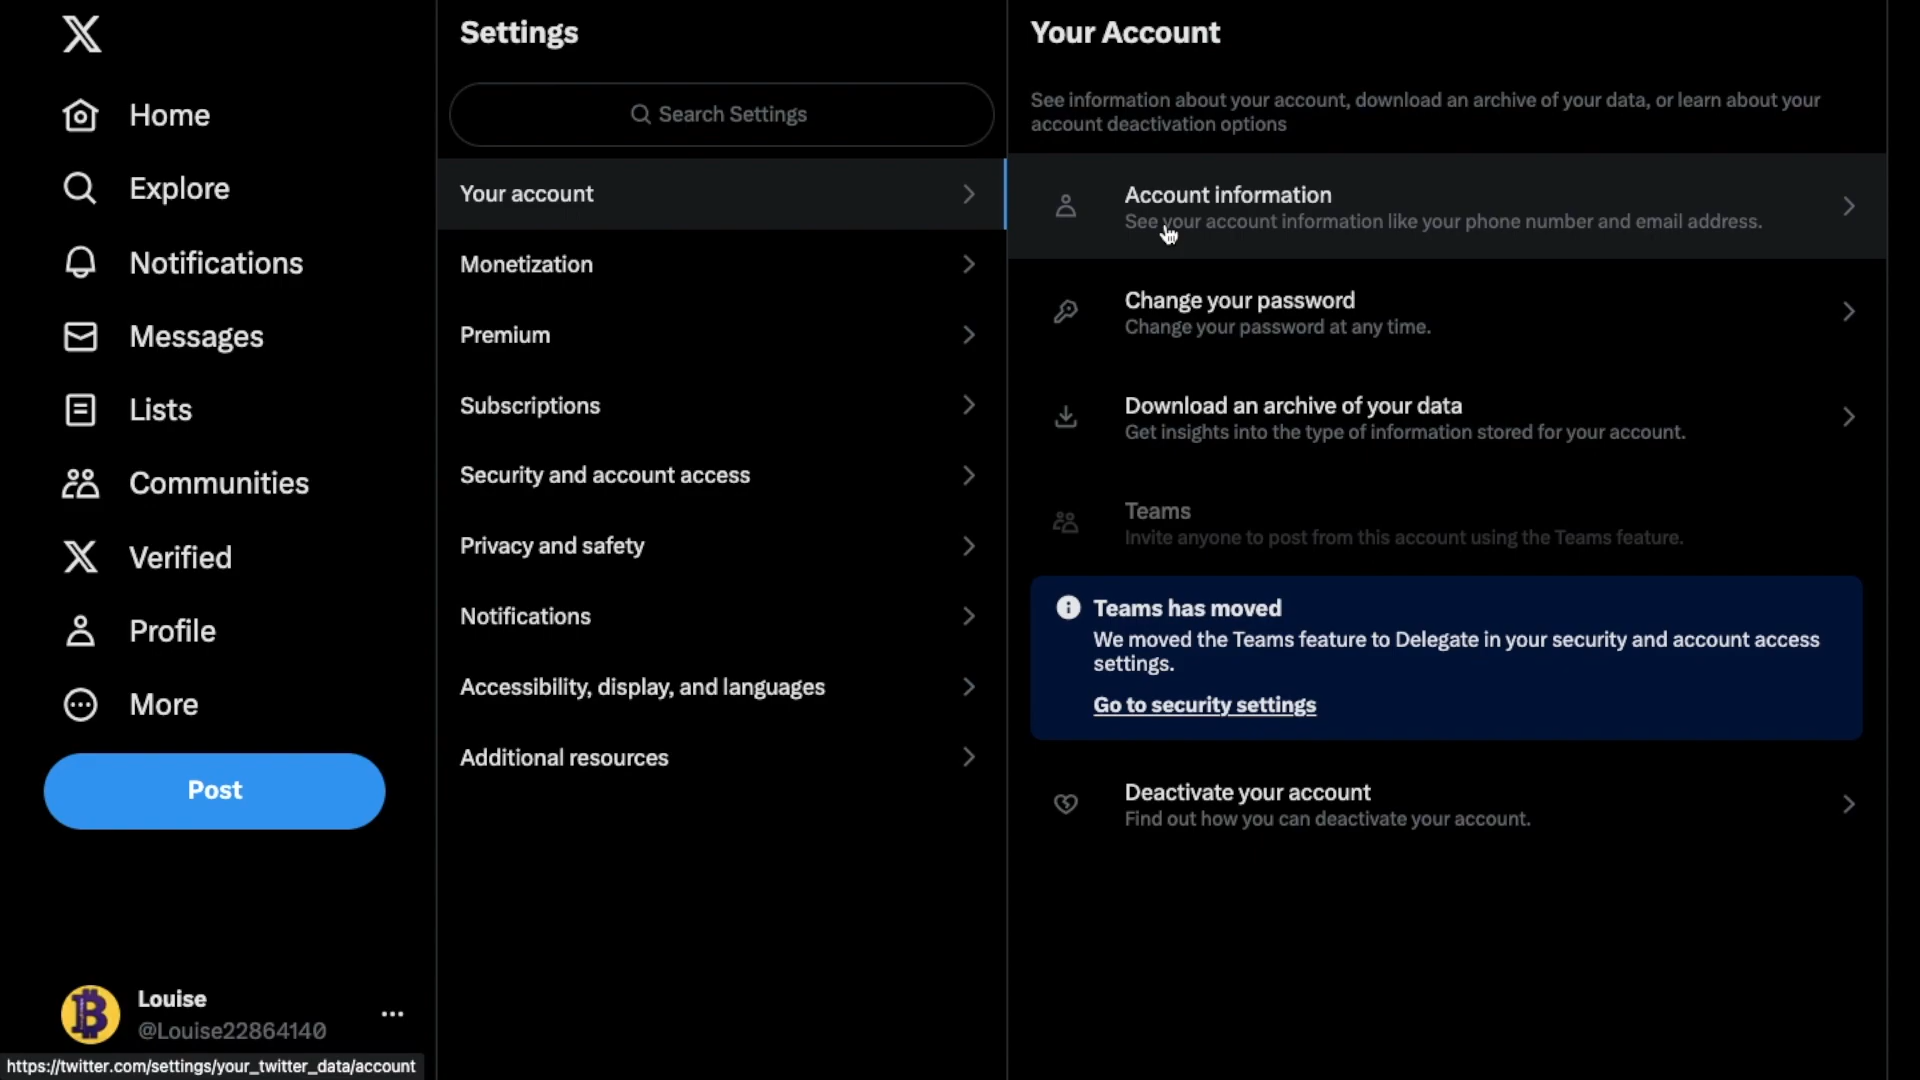 Home
Explore
Notifications
Messages
Lists
Communities
Verified
Profile
More
Post
Louise
@Louise22864140
https://twitter.com/settings/your_twitter_data/account
Settings
Search Settings
Your account
Monetization
Premium
Subscriptions
Security and account access
Privacy and safety
Notifications
Accessibility, display, and languages
Additional resources
Your Account
See information about your account, download an archive of your data, or learn about your
account deactivation options
Account information
See your account information like your phone number and email address.
Change your password
Change your password at any time.
Download an archive of your data
Get insights into the type of information stored for your account.
Teams
Invite anyone to post from this account using the Teams feature.
Teams has moved
We moved the Teams feature to Delegate in your security and account access
settings.
Go to security settings
Deactivate your account
Find out how you can deactivate your account.